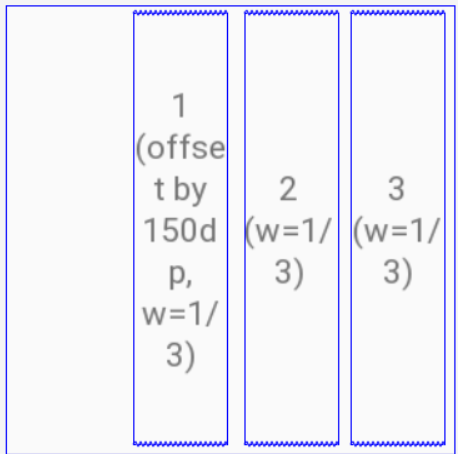 1
(offse
t by
150d
p,
w=1/
3)
2
(w=1/
3)
3
(w=1/
3)